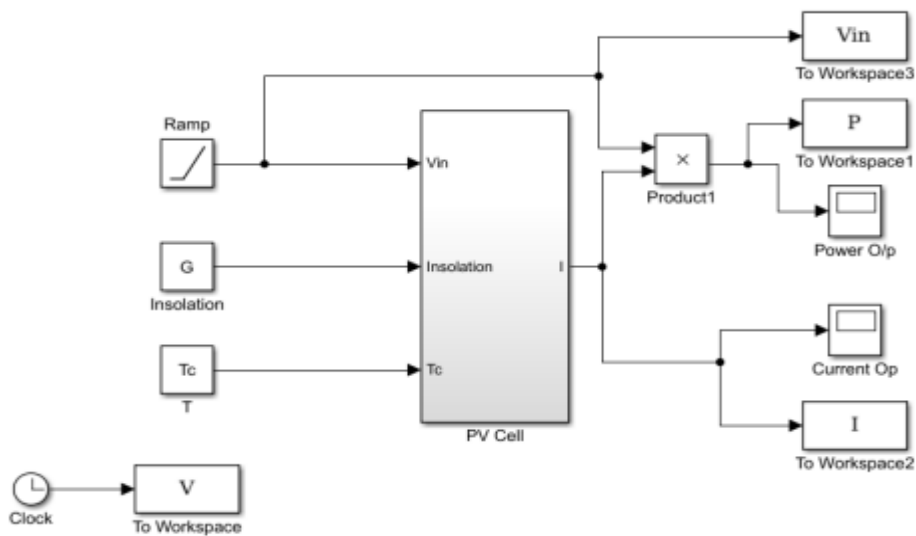 Vin
To Workspace3
Ramp
P
To Workspace1
Vin
×
Product1
Power O/p
G
Insolation
Insolation
I
Tc
T
Tc
Current Op
PV Cell
I
To Workspace2
V
Clock
To Workspace